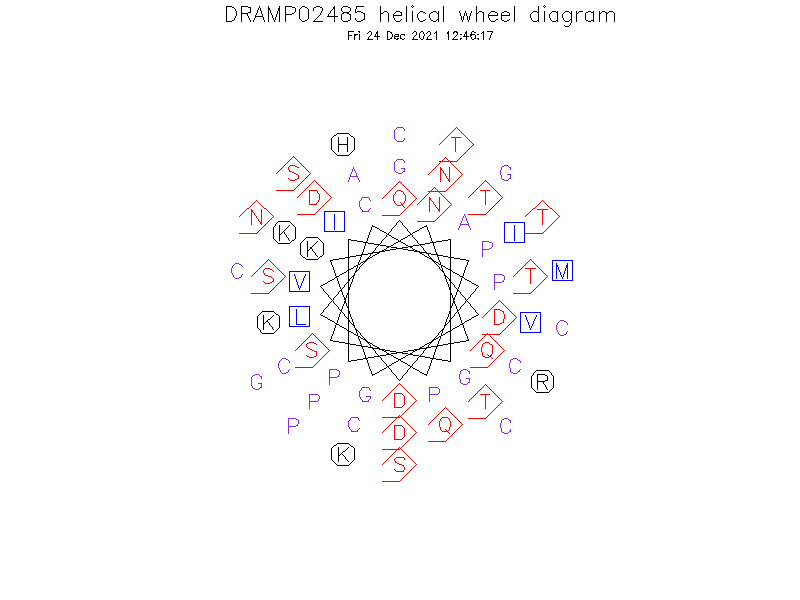 DRAMP02485 helical wheel diagram
Fri 24 Dec 2021 12:46:17
C
H T
G
S A N G
D C Q N T
N I A T
K I
K P
C S V P T M
K L D V C
S Q
C C
G P G R
P G D P T
P C D Q C
K S